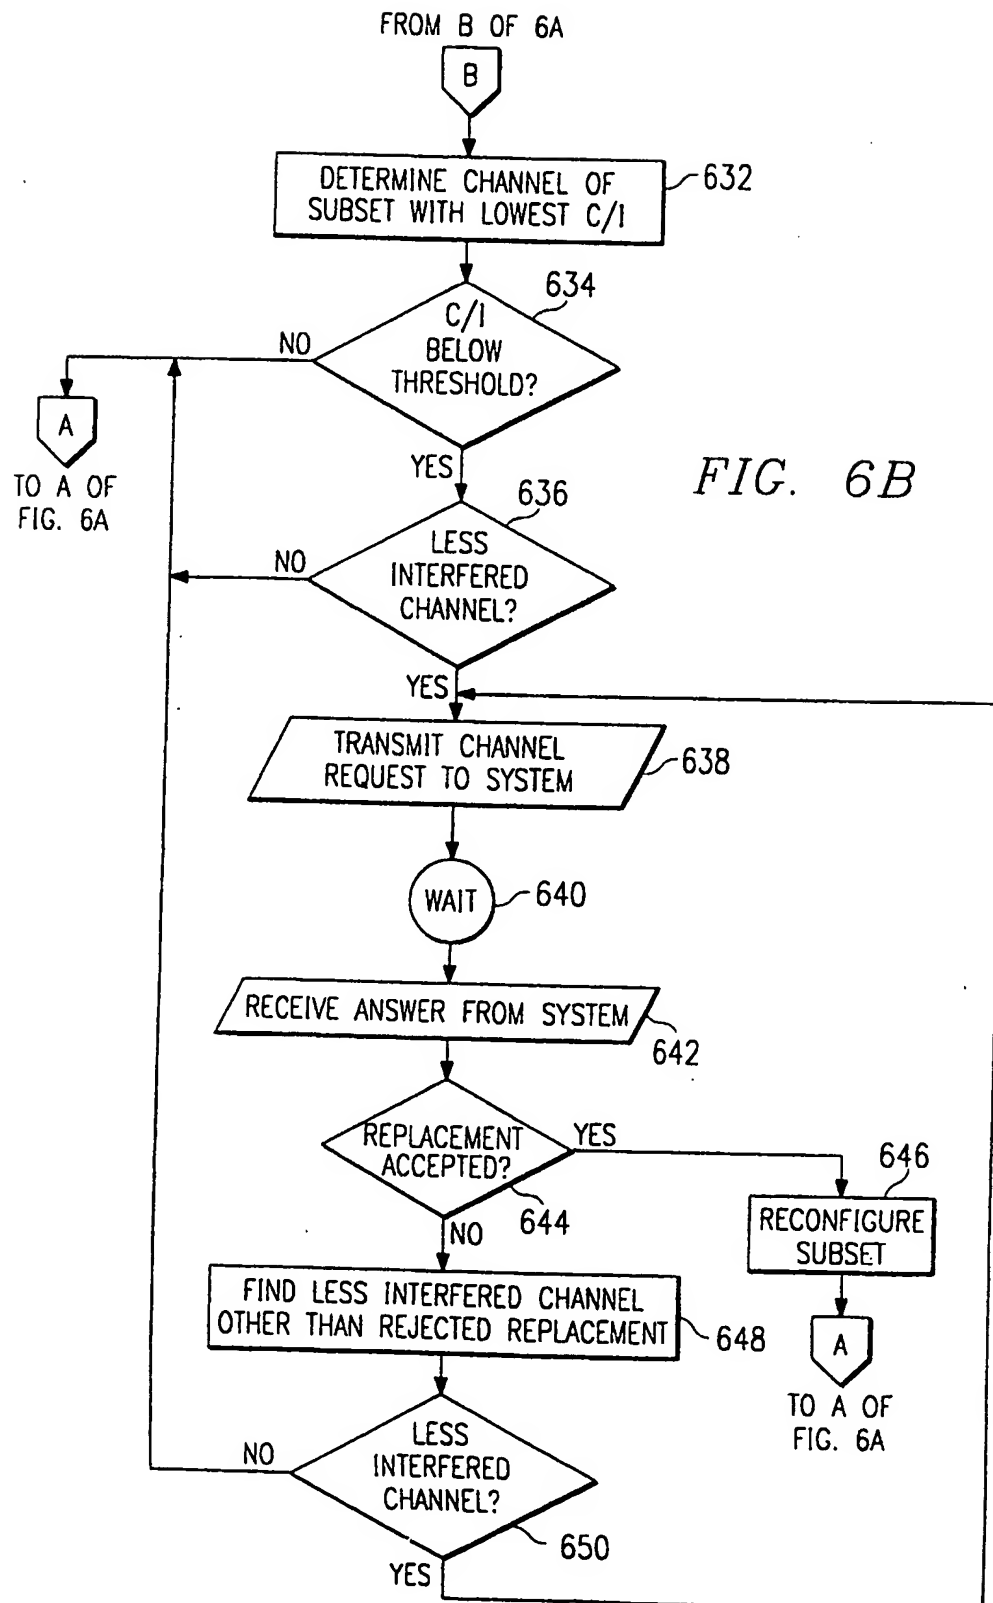 FROM B OF 6A
B
DETERMINE CHANNEL OF
SUBSET WITH LOWEST C/I
632
634
C/I
BELOW
THRESHOLD?
NO
A
TO A OF
FIG. 6A
YES
FIG. 6B
636
LESS
INTERFERED
CHANNEL?
NO
YES
TRANSMIT CHANNEL
REQUEST TO SYSTEM
638
WAIT
640
RECEIVE ANSWER FROM SYSTEM
642
REPLACEMENT
ACCEPTED?
YES
644
646
RECONFIGURE
SUBSET
NO
FIND LESS INTERFERED CHANNEL
OTHER THAN REJECTED REPLACEMENT
648
A
TO A OF
FIG. 6A
LESS
INTERFERED
CHANNEL?
NO
650
YES